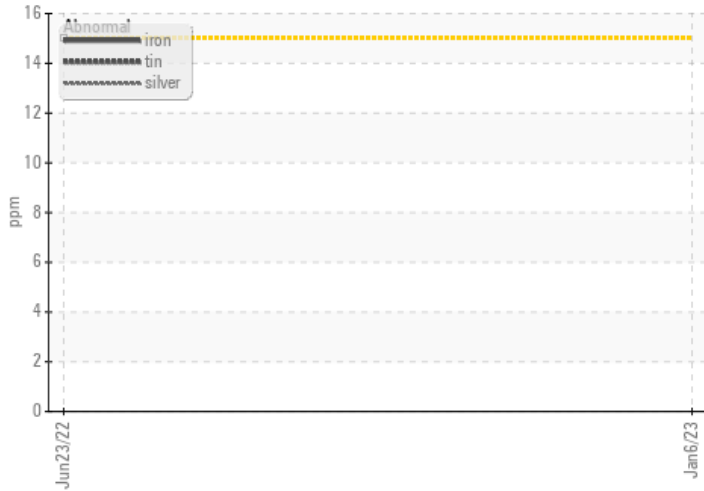 16
Abnormal
iron
tin
silver
14
12
10
8
6
4
2
0
ppm
Jun23/22
Jan6/23